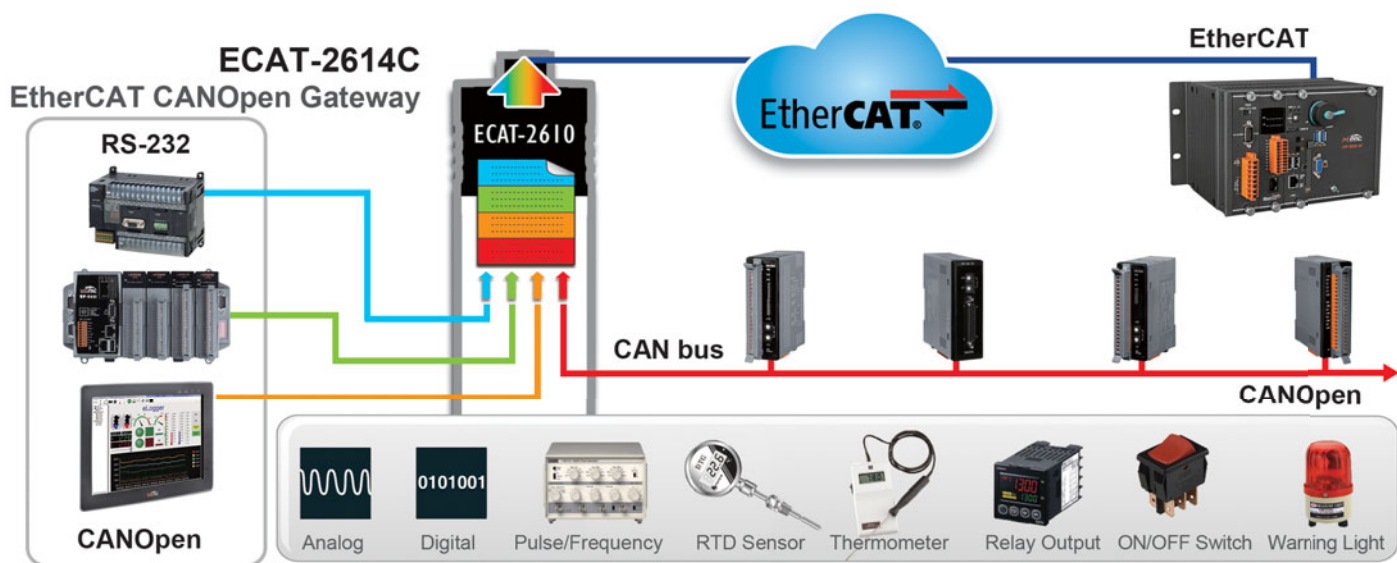 ECAT-2614C
EtherCAT CANOpen Gateway
RS-232
CANOpen
ECAT-2610
EtherCAT®
EtherCAT
CAN bus
CANOpen
eLogger
0101001
Analog
Digital
Pulse/Frequency
RTD Sensor
Thermometer
Relay Output
ON/OFF Switch
Warning Light